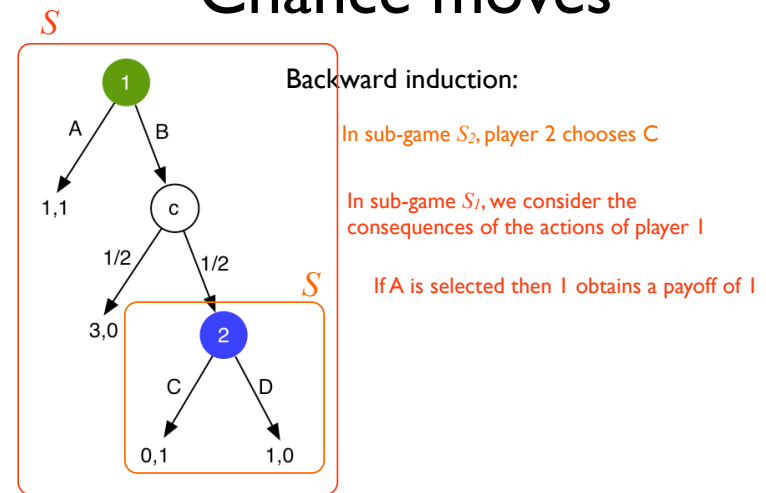 Chance moves
S
1
Backward induction:
A
B
In sub-game S2, player 2 chooses C
1,1
c
In sub-game S1, we consider the
consequences of the actions of player 1
1/2
1/2
S
If A is selected then 1 obtains a payoff of 1
3,0
2
C
D
0,1
1,0